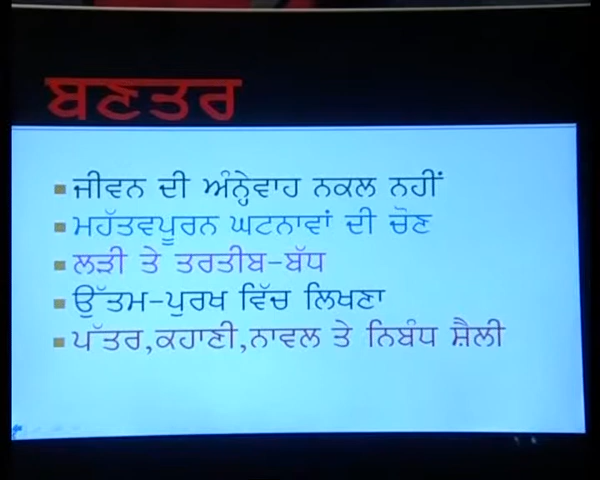 ਬਣਤਰ
ਜੀਵਨ ਦੀ ਅੰਨ੍ਹੇਵਾਹ ਨਕਲ ਨਹੀਂ
ਮਹੱਤਵਪੂਰਨ ਘਟਨਾਵਾਂ ਦੀ ਚੋਣ
ਲੜੀ ਤੇ ਤਰਤੀਬ-ਬੱਧ
ਉੱਤਮ-ਪੁਰਖ ਵਿੱਚ ਲਿਖਣਾ
ਪੱਤਰ,ਕਹਾਣੀ,ਨਾਵਲ ਤੇ ਨਿਬੰਧ ਸ਼ੈਲੀ